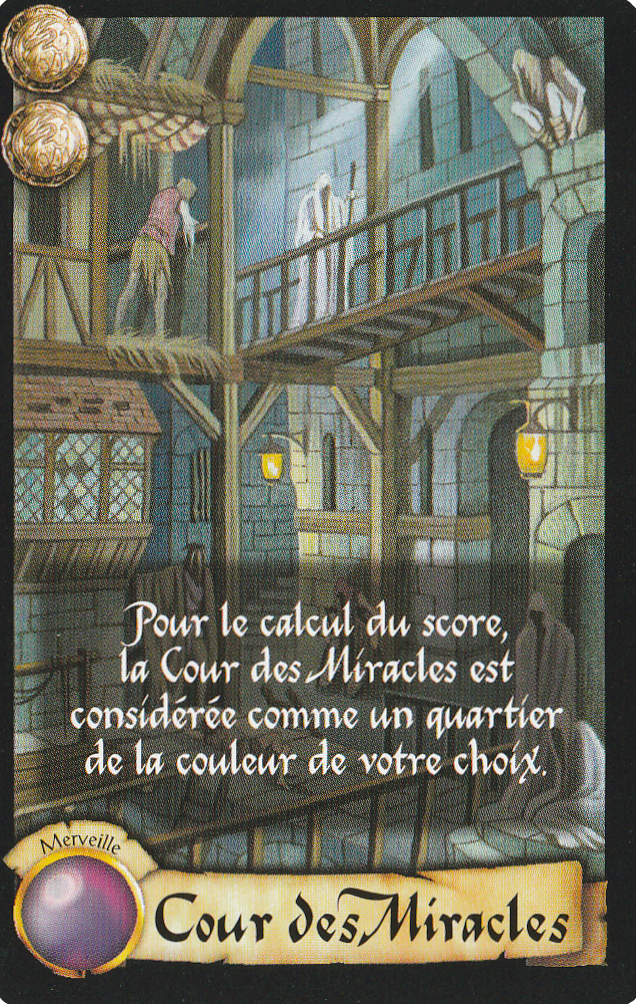 Pour le calcul du score,
la Cour des Miracles est
considérée comme un quartier
de la couleur de votre choix.
Merveille
Cour des Miracles